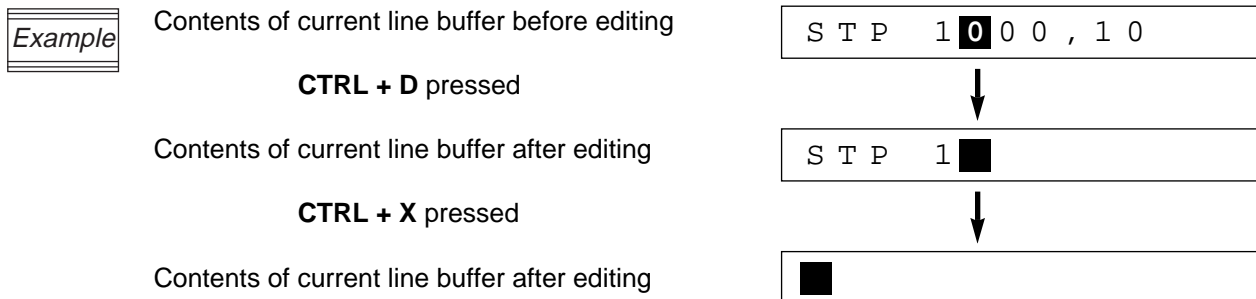 Example
Contents of current line buffer before editing
STP 1000,10
CTRL + D pressed
Contents of current line buffer after editing
STP 1
CTRL + X pressed
Contents of current line buffer after editing